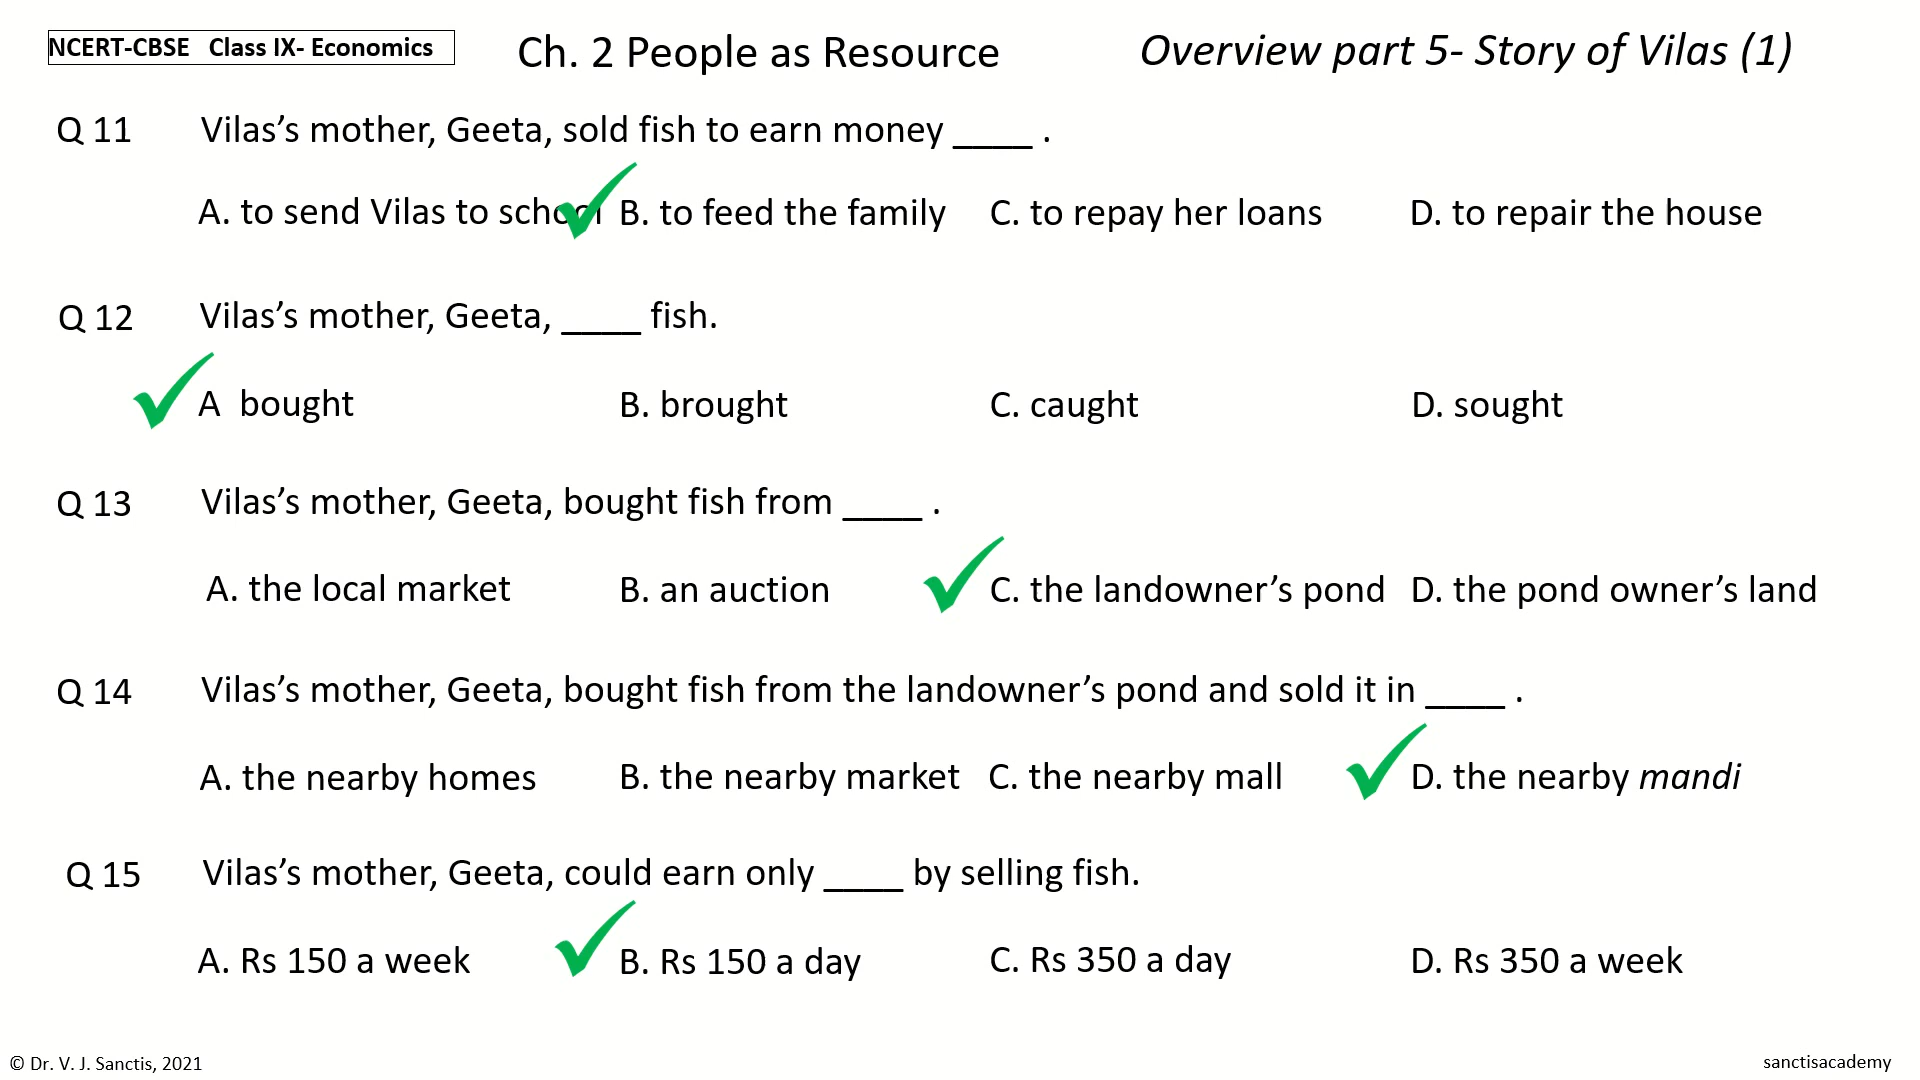 NCERT-CBSE Class IX- Economics
Ch. 2 People as Resource
Overview part 5- Story of Vilas (1)
Q 11 Vilas’s mother, Geeta, sold fish to earn money ____ .
A. to send Vilas to school B. to feed the family C. to repay her loans D. to repair the house
Q 12 Vilas’s mother, Geeta, ____ fish.
A bought B. brought C. caught D. sought
Q 13 Vilas’s mother, Geeta, bought fish from ____ .
A. the local market B. an auction C. the landowner’s pond D. the pond owner’s land
Q 14 Vilas’s mother, Geeta, bought fish from the landowner’s pond and sold it in ____ .
A. the nearby homes B. the nearby market C. the nearby mall D. the nearby mandi
Q 15 Vilas’s mother, Geeta, could earn only ____ by selling fish.
A. Rs 150 a week B. Rs 150 a day C. Rs 350 a day D. Rs 350 a week
© Dr. V. J. Sanctis, 2021
sanctisacademy